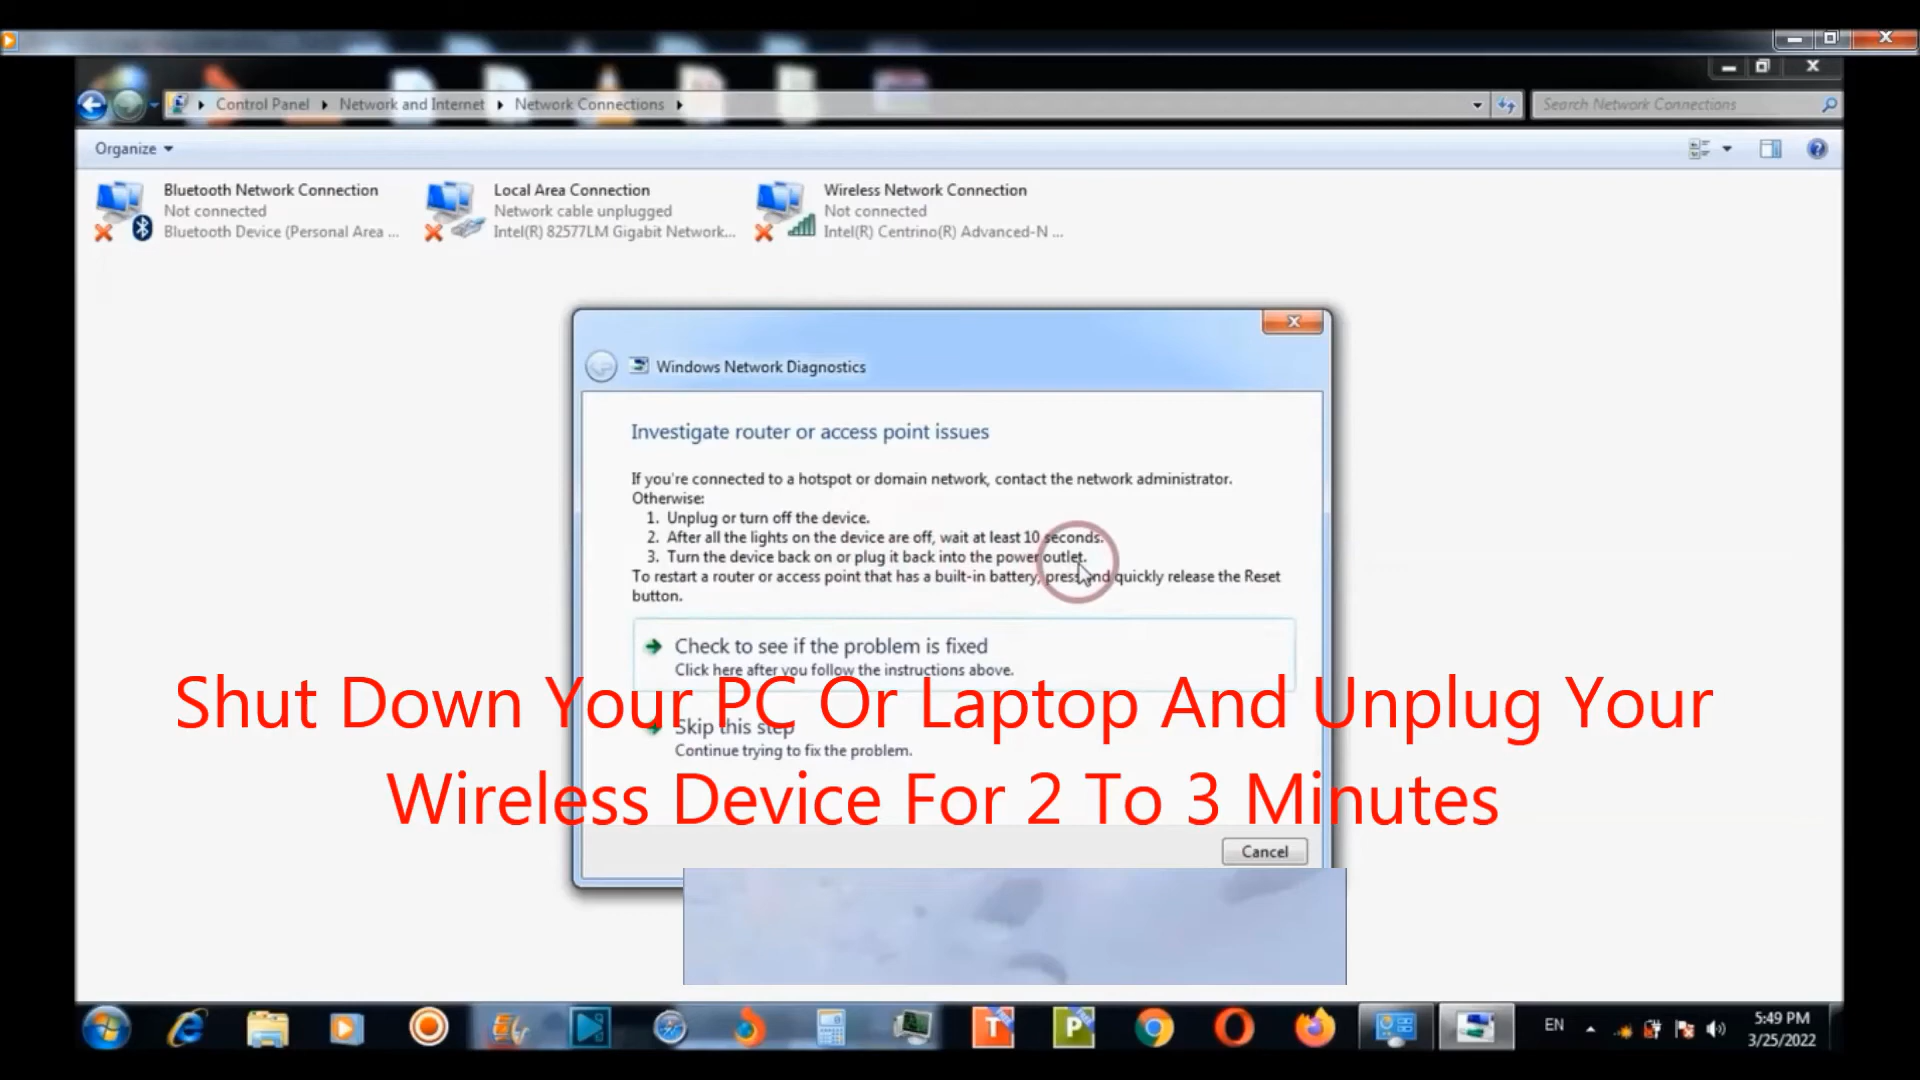 Control Panel
Network and Internet
Network Connections
Search Network Connections
Organize
Bluetooth Network Connection
Not connected
Bluetooth Device (Personal Area ...
Local Area Connection
Network cable unplugged
Intel(R) 82577LM Gigabit Network...
Wireless Network Connection
Not connected
Intel(R) Centrino(R) Advanced-N ...
Windows Network Diagnostics
Investigate router or access point issues
If you're connected to a hotspot or domain network, contact the network administrator.
Otherwise:
1. Unplug or turn off the device.
2. After all the lights on the device are off, wait at least 10 seconds.
3. Turn the device back on or plug it back into the power outlet.
To restart a router or access point that has a built-in battery, press and quickly release the Reset
button.
Check to see if the problem is fixed
Click here after you follow the instructions above.
Shut Down Your PC Or Laptop And Unplug Your
Skip this step
Continue trying to fix the problem.
Wireless Device For 2 To 3 Minutes
Cancel
T
P
EN
5:49 PM
3/25/2022